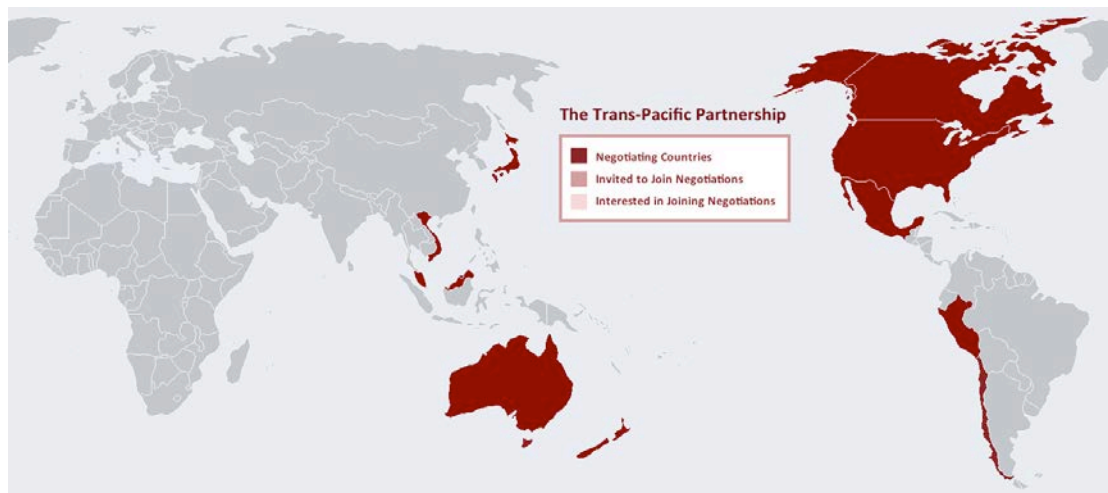 The Trans-Pacific Partnership
Negotiating Countries
Invited to Join Negotiations
Interested in Joining Negotiations